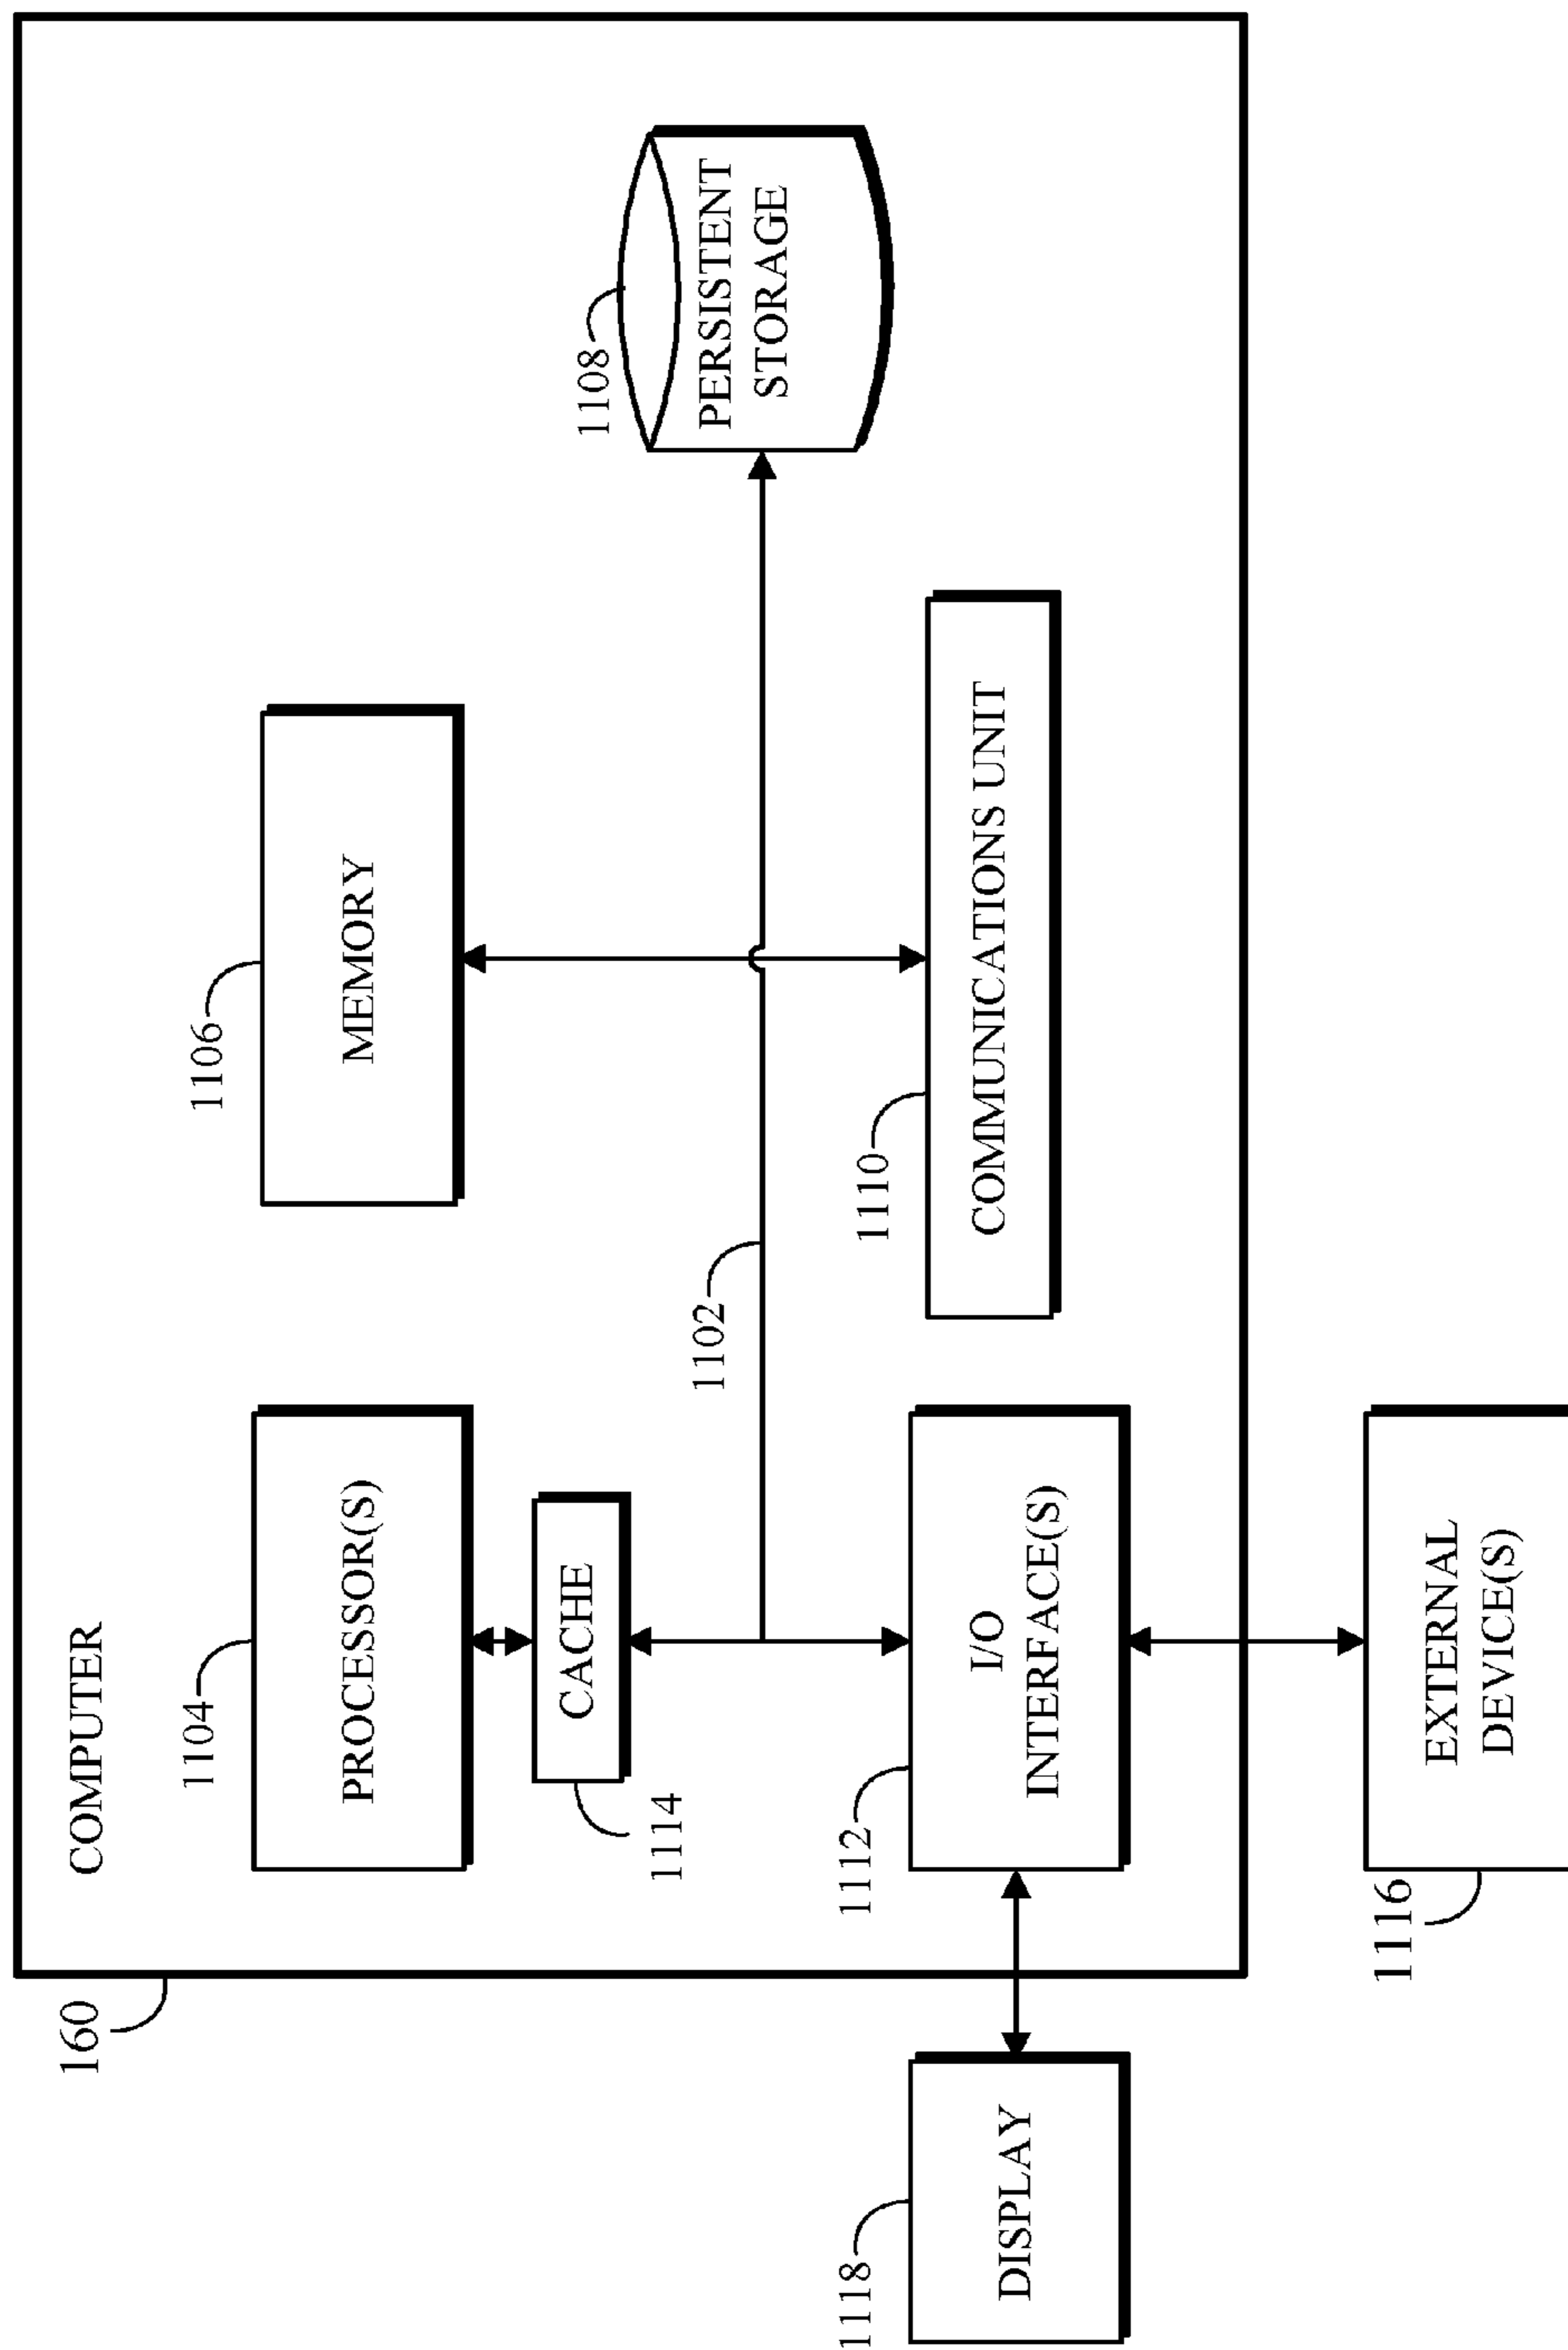 160
COMPUTER
1104
PROCESSOR(S)
1106
MEMORY
CACHE
1114
1102
1108
PERSISTENT
STORAGE
1112
I/O
INTERFACE(S)
1110
COMMUNICATIONS UNIT
1118
DISPLAY
1116
EXTERNAL
DEVICE(S)